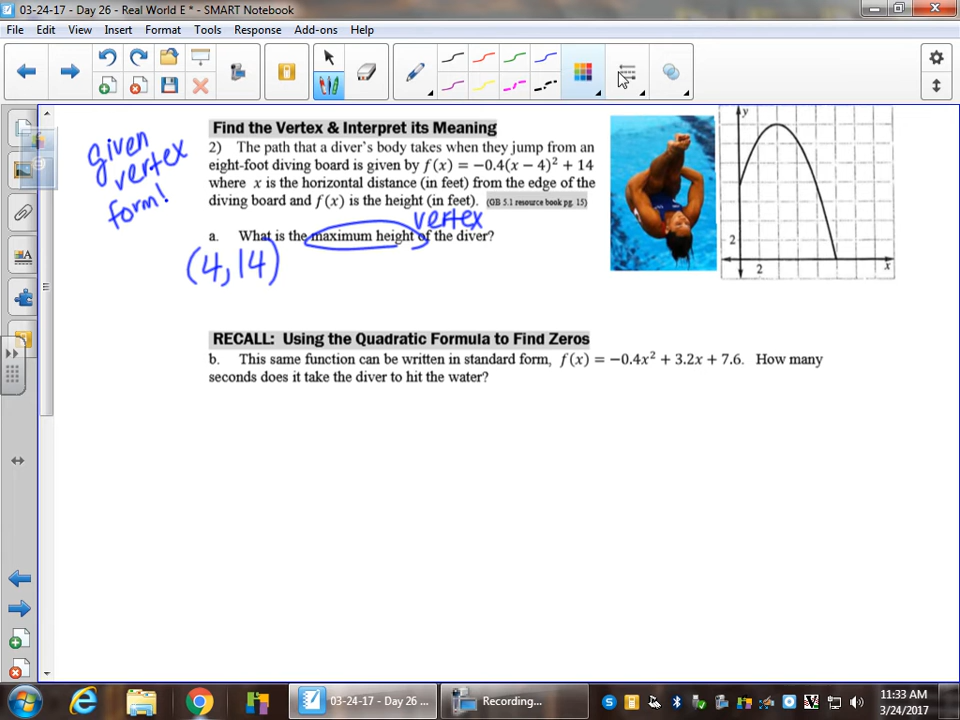 03-24-17 - Day 26 - Real World E * - SMART Notebook
File Edit View Insert Format Tools Response Add-ons Help
given
vertex
form!
Find the Vertex & Interpret its Meaning
2) The path that a diver's body takes when they jump from an
eight-foot diving board is given by f(x) = −0.4(x − 4)² + 14
where x is the horizontal distance (in feet) from the edge of the
diving board and f(x) is the height (in feet). (OB 5.1 resource book pg. 15)
vertex
a. What is the maximum height of the diver?
(4,14)
y
2
2
x
RECALL: Using the Quadratic Formula to Find Zeros
b. This same function can be written in standard form, f(x) = −0.4x² + 3.2x + 7.6. How many
seconds does it take the diver to hit the water?
03-24-17 - Day 26 ...
Recording...
11:33 AM
3/24/2017